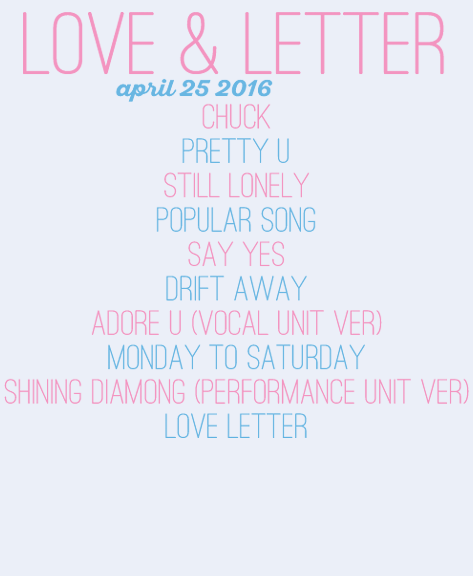 LOVE & LETTER
april 25 2016
CHUCK
PRETTY U
STILL LONELY
POPULAR SONG
SAY YES
DRIFT AWAY
ADORE U (VOCAL UNIT VER)
MONDAY TO SATURDAY
SHINING DIAMONG (PERFORMANCE UNIT VER)
LOVE LETTER